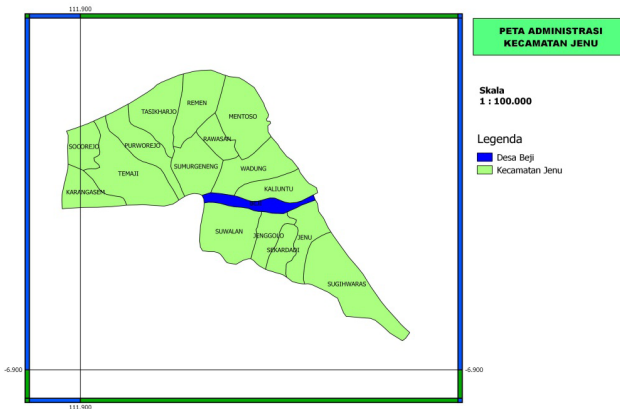 111.900
PETA ADMINISTRASI
KECAMATAN JENU
Skala
1 : 100.000
Legenda
Desa Beji
Kecamatan Jenu
REMEN
TASIKHARJO
MENTOSO
RAWASAN
SOCOREJO
PURWOREJO
SUMURGENENG
WADUNG
TEMAJI
KARANGASEM
KALIUNTU
SUWALAN
JENGGOLO
JENU
SEKARDADI
SUGIHWARAS
-6.900
-6.900
111.900